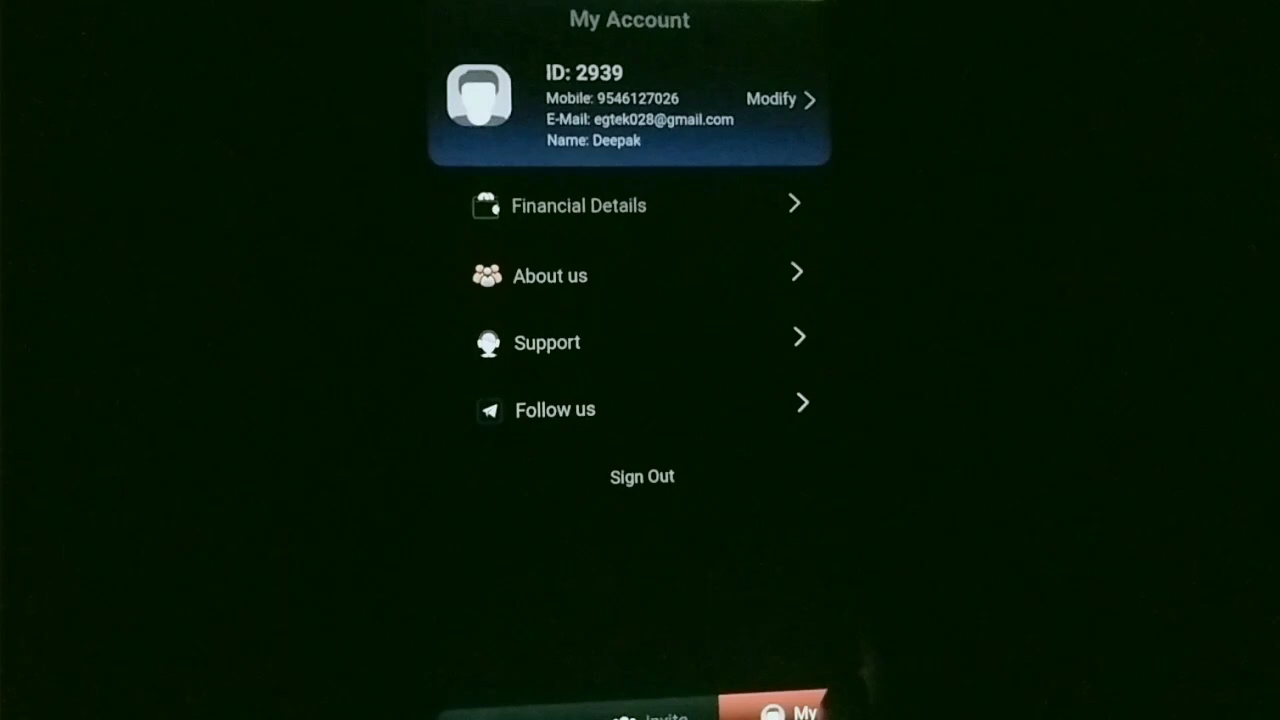 My Account
ID: 2939
Mobile: 9546127026
Modify
E-Mail: egtek028@gmail.com
Name: Deepak
Financial Details
About us
Support
Follow us
Sign Out
Invite
My